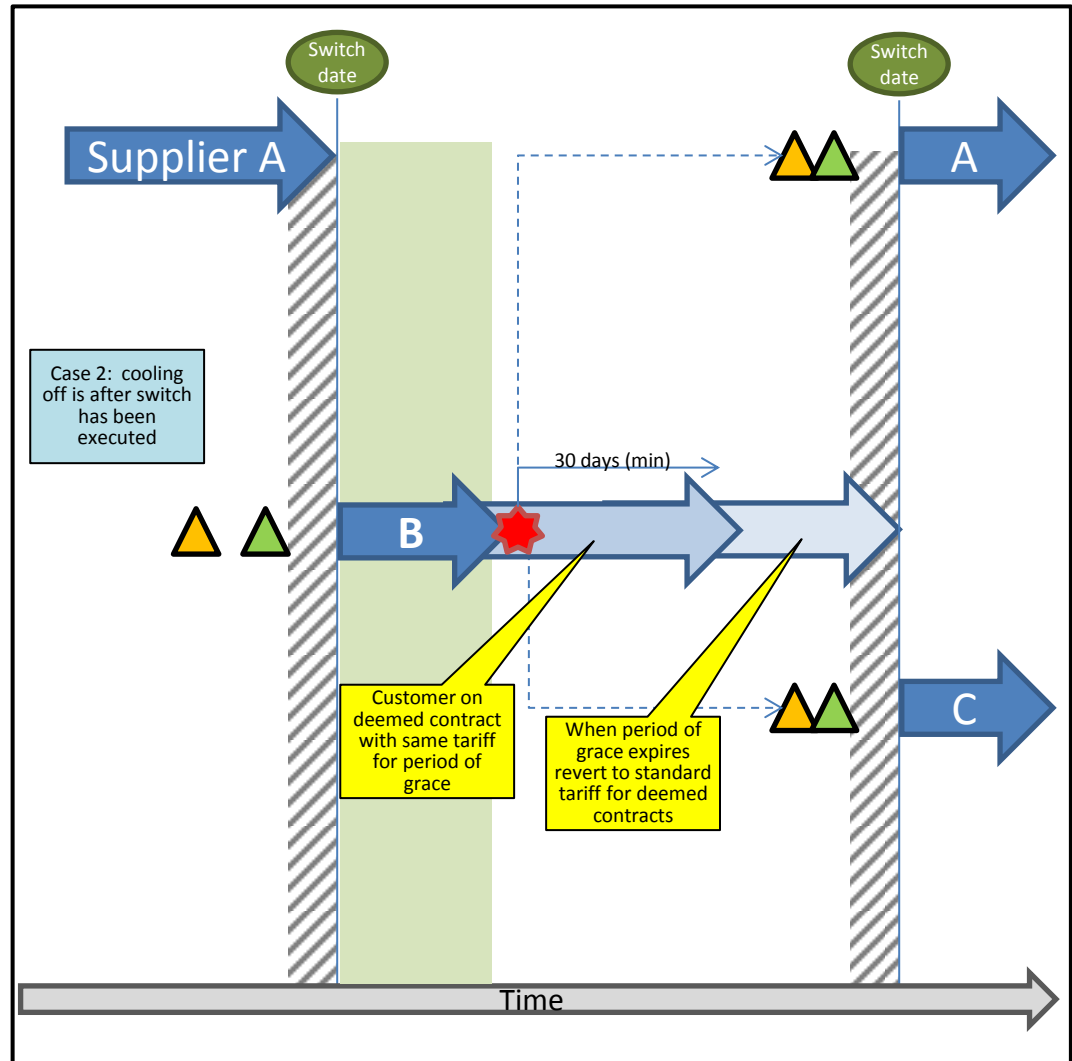 Switch
date
Switch
date
Supplier A
A
Case 2:  cooling
off is after switch
has been
executed
30 days (min)
B
Customer on
deemed contract
with same tariff
for period of
grace
When period of
grace expires
revert to standard
tariff for deemed
contracts
C
Time